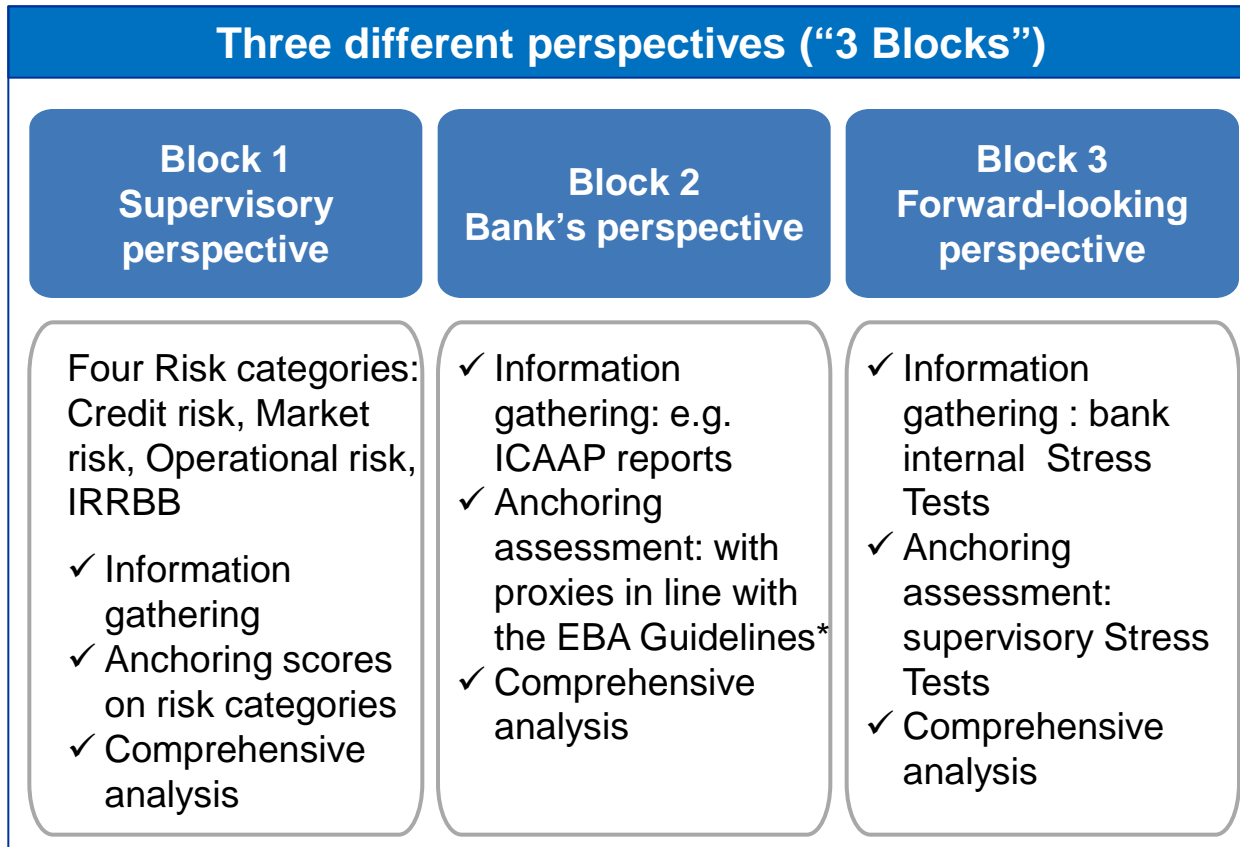 Three different perspectives (“3 Blocks”)
Block 1
Supervisory
perspective
Block 2
Bank’s perspective
Block 3
Forward-looking
perspective
Four Risk categories:
Credit risk, Market
risk, Operational risk,
IRRBB
✓ Information
gathering
✓ Anchoring scores
on risk categories
✓ Comprehensive
analysis
✓ Information
gathering: e.g.
ICAAP reports
✓ Anchoring
assessment: with
proxies in line with
the EBA Guidelines*
✓ Comprehensive
analysis
✓ Information
gathering : bank
internal Stress
Tests
✓ Anchoring
assessment:
supervisory Stress
Tests
✓ Comprehensive
analysis